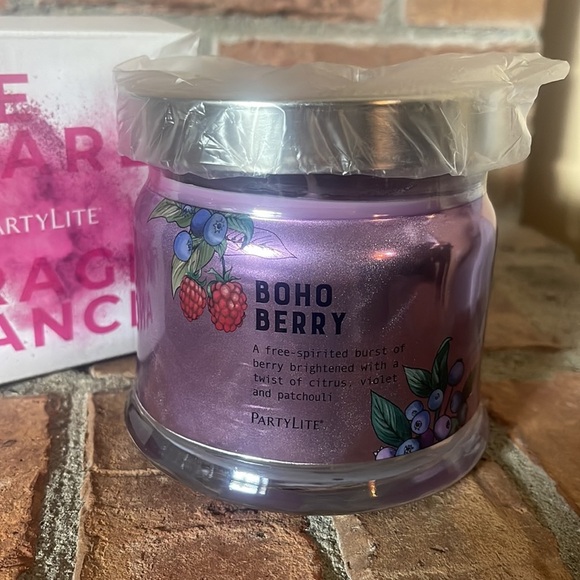 PARTYLITE
BOHO
BERRY
A free-spirited burst of
berry brightened with a
twist of citrus, violet
and patchouli
PARTYLITE®